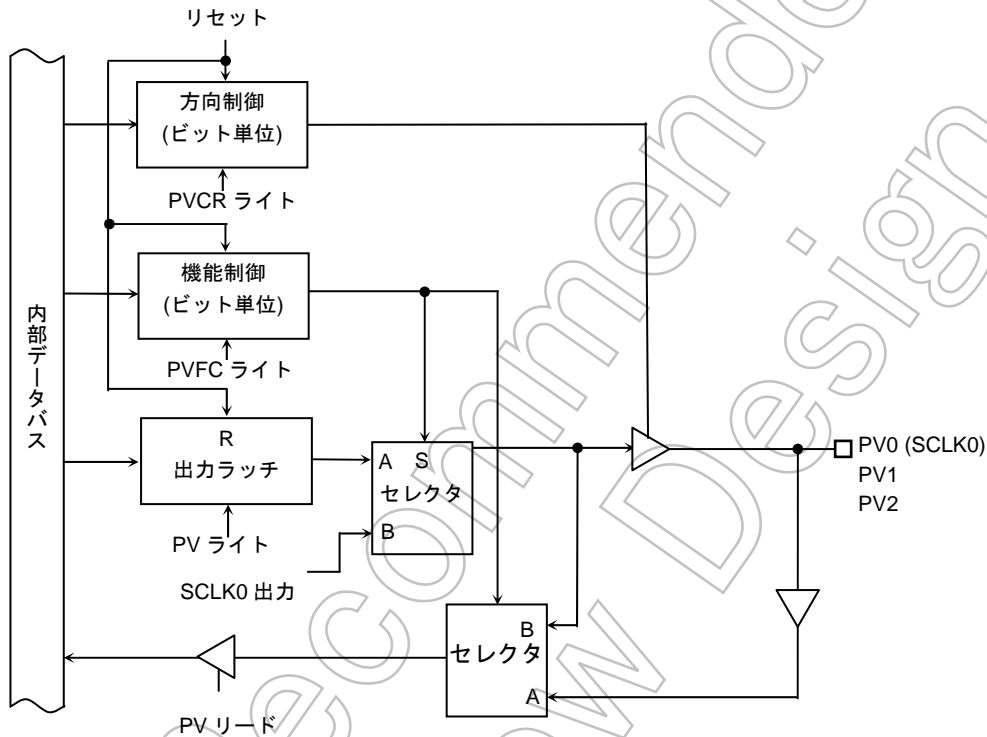 リセット
方向制御
(ビット単位)
PVCR ライト
機能制御
(ビット単位)
内部データバス
PVFC ライト
R
出力ラッチ
A S
セレクタ
B
PV0 (SCLK0)
PV1
PV2
PV ライト
SCLK0 出力
B
セレクタ
A
PV リード
ecommende
w Design